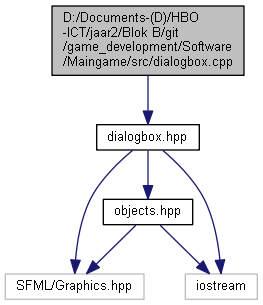 D:/Documents-(D)/HBO
-ICT/jaar2/Blok B/git
/game_development/Software
/Maingame/src/dialogbox.cpp
dialogbox.hpp
objects.hpp
SFML/Graphics.hpp
iostream